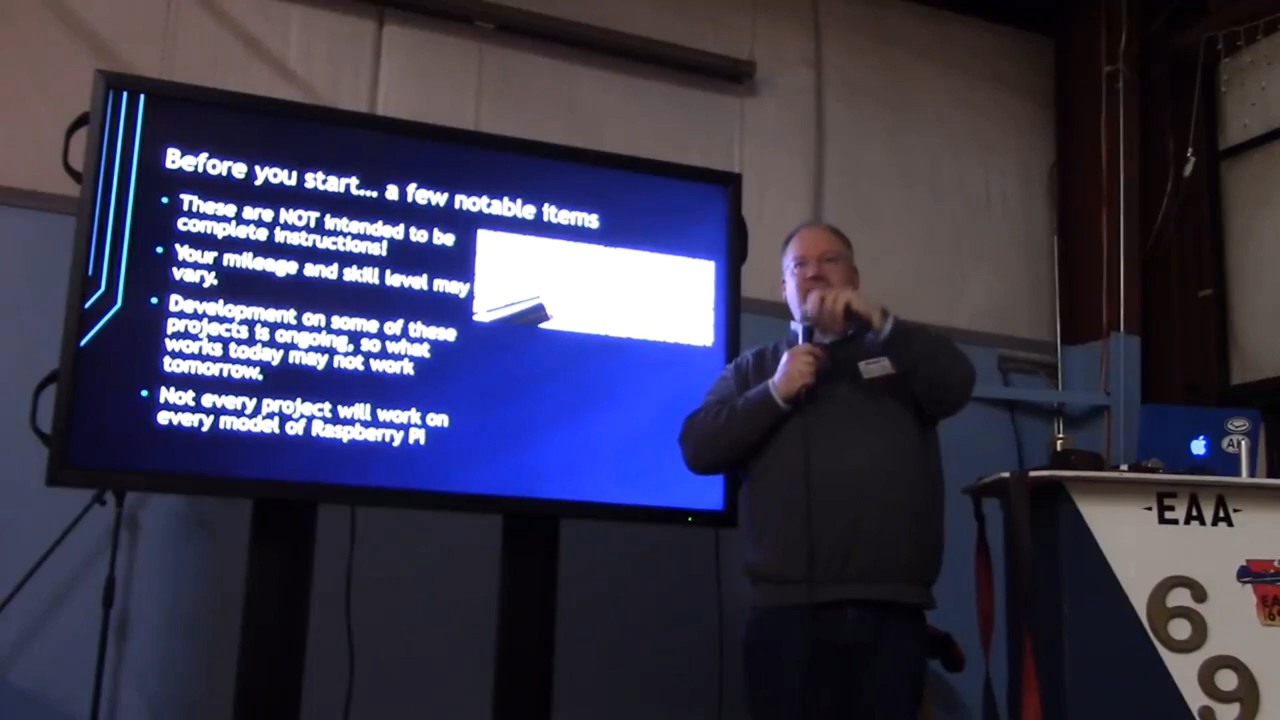 Before you start... a few notable items
These are NOT intended to be
complete instructions!
Your mileage and skill level may
vary.
Development on some of these
projects is ongoing, so what
works today may not work
tomorrow.
Not every project will work on
every model of Raspberry Pi
-EAA-
6
9